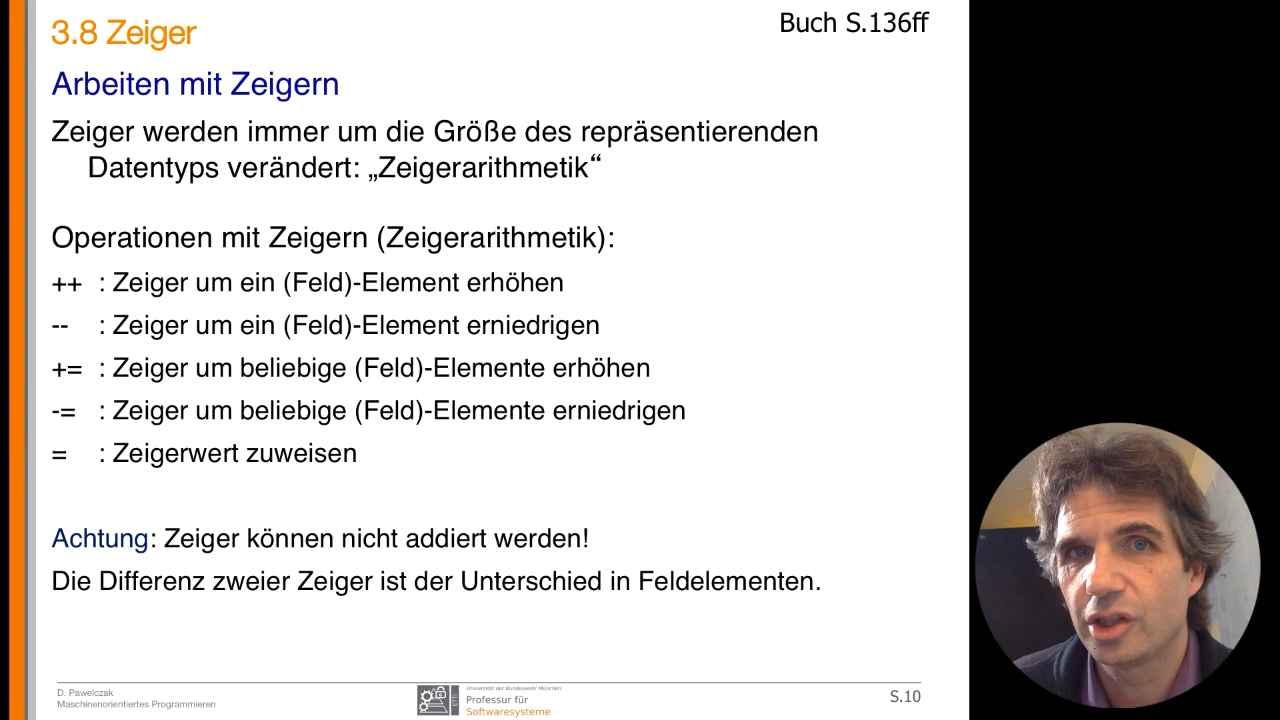 3.8 Zeiger
Buch S.136ff
Arbeiten mit Zeigern
Zeiger werden immer um die Größe des repräsentierenden
Datentyps verändert: „Zeigerarithmetik“
Operationen mit Zeigern (Zeigerarithmetik):
++ : Zeiger um ein (Feld)-Element erhöhen
-- : Zeiger um ein (Feld)-Element erniedrigen
+= : Zeiger um beliebige (Feld)-Elemente erhöhen
-= : Zeiger um beliebige (Feld)-Elemente erniedrigen
= : Zeigerwert zuweisen
Achtung: Zeiger können nicht addiert werden!
Die Differenz zweier Zeiger ist der Unterschied in Feldelementen.
D. Pawelczak
Maschinenorientiertes Programmieren
ETTI
Universität der Bundeswehr München
Professur für
Softwaresysteme
S.10